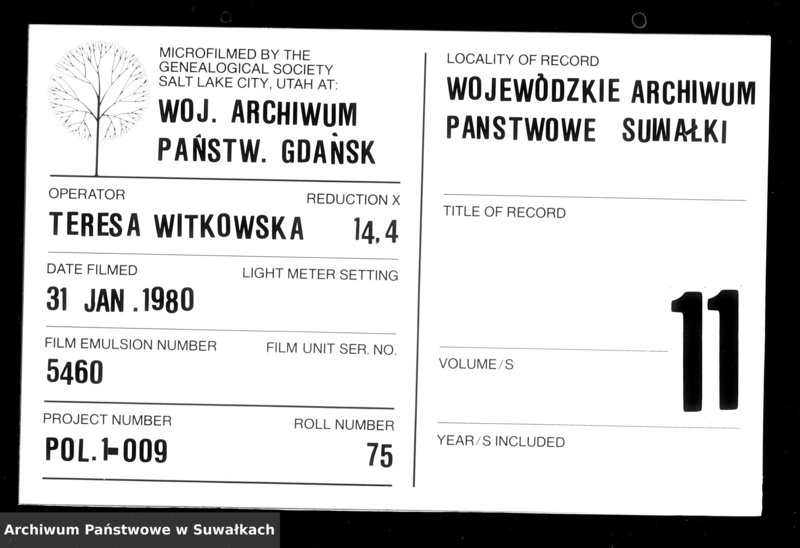 MICROFILMED BY THE
GENEALOGICAL SOCIETY
SALT LAKE CITY, UTAH AT:
WOJ. ARCHIWUM
PAŃSTW. GDAŃSK
OPERATOR
REDUCTION X
TERESA WITKOWSKA
14,4
DATE FILMED
LIGHT METER SETTING
31 JAN. 1980
FILM EMULSION NUMBER
FILM UNIT SER. NO.
5460
PROJECT NUMBER
ROLL NUMBER
POL. 1-009
75
LOCALITY OF RECORD
WOJEWÒDZKIE ARCHIWUM
PANSTWOWE SUWAŁKI
TITLE OF RECORD
11
VOLUME/S
YEAR/S INCLUDED
Archiwum Państwowe w Suwałkach